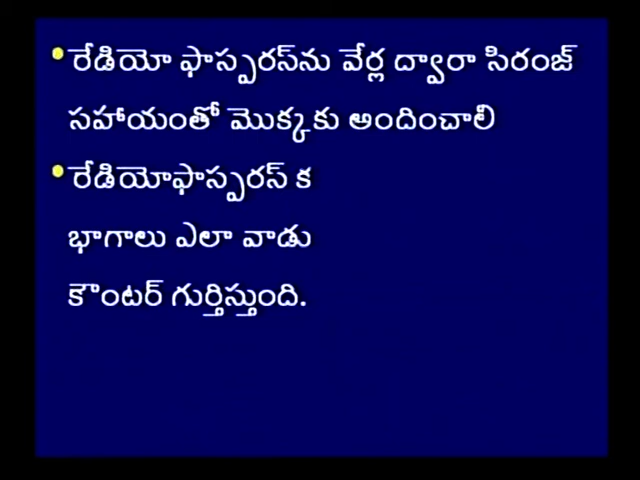 • రేడియో ఫాస్పరస్‌ను వేర్ల ద్వారా సిరంజ్
సహాయంతో మొక్కకు అందించాలి
• రేడియోఫాస్పరస్ క
భాగాలు ఎలా వాడు
కౌంటర్ గుర్తిస్తుంది.